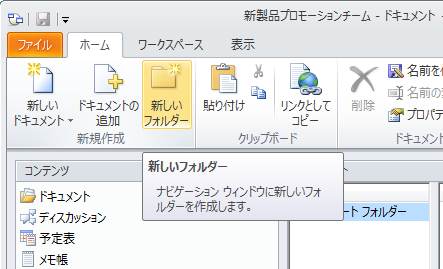 新製品プロモーションチーム - ドキュメント -
ファイル ホーム ワークスペース 表示
新しい ドキュメントの 新しい 貼り付け リンクとして 削除 名前を
ドキュメント 追加 フォルダー コピー 名前の
プロパテ
新規作成 クリップボード ドキュメント
コンテンツ
新しいフォルダー
ナビゲーション ウィンドウに新しいフォ
ルダーを作成します。
ドキュメント
ート フォルダー
ディスカッション
予定表
メモ帳